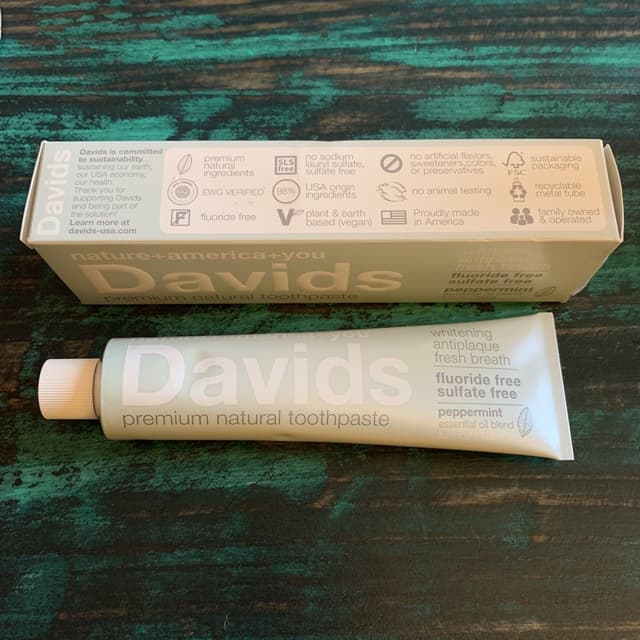 Davids
Davids is committed
to sustainability...
sustaining our earth,
our USA economy,
our health.
Thank you for
supporting Davids
and being part of
the solution!
Learn more at
davids-usa.com
premium
natural
ingredients
SLS
free
no sodium
lauryl sulfate,
sulfate free
no artificial flavors,
sweeteners,colors,
or preservatives
FSC
sustainable
packaging
EWG VERIFIED
98%
USA origin
ingredients
no animal testing
recyclable
metal tube
F
fluoride free
V
plant & earth
based (vegan)
Proudly made
in America
family owned
& operated
nature+america+you
Davids
premium natural toothpaste
fluoride free
sulfate free
peppermint
Davids
premium natural toothpaste
whitening
antiplaque
fresh breath
fluoride free
sulfate free
peppermint
essential oil blend